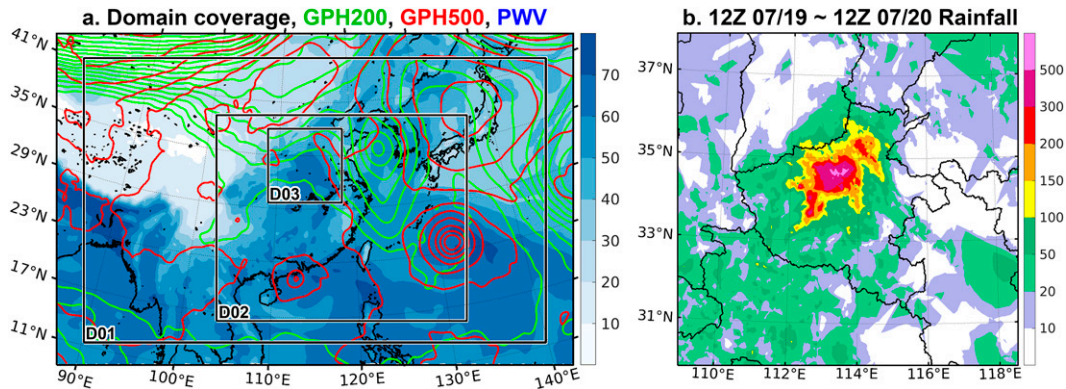 a. Domain coverage, GPH200, GPH500, PWV
41°N
35°N
29°N
23°N
17°N
11°N
D03
D02
D01
90°E
100°E
110°E
120°E
130°E
140°E
70
60
50
40
30
20
10
b. 12Z 07/19 ~ 12Z 07/20 Rainfall
37°N
35°N
33°N
31°N
110°E
112°E
114°E
116°E
118°E
500
300
200
150
100
50
20
10